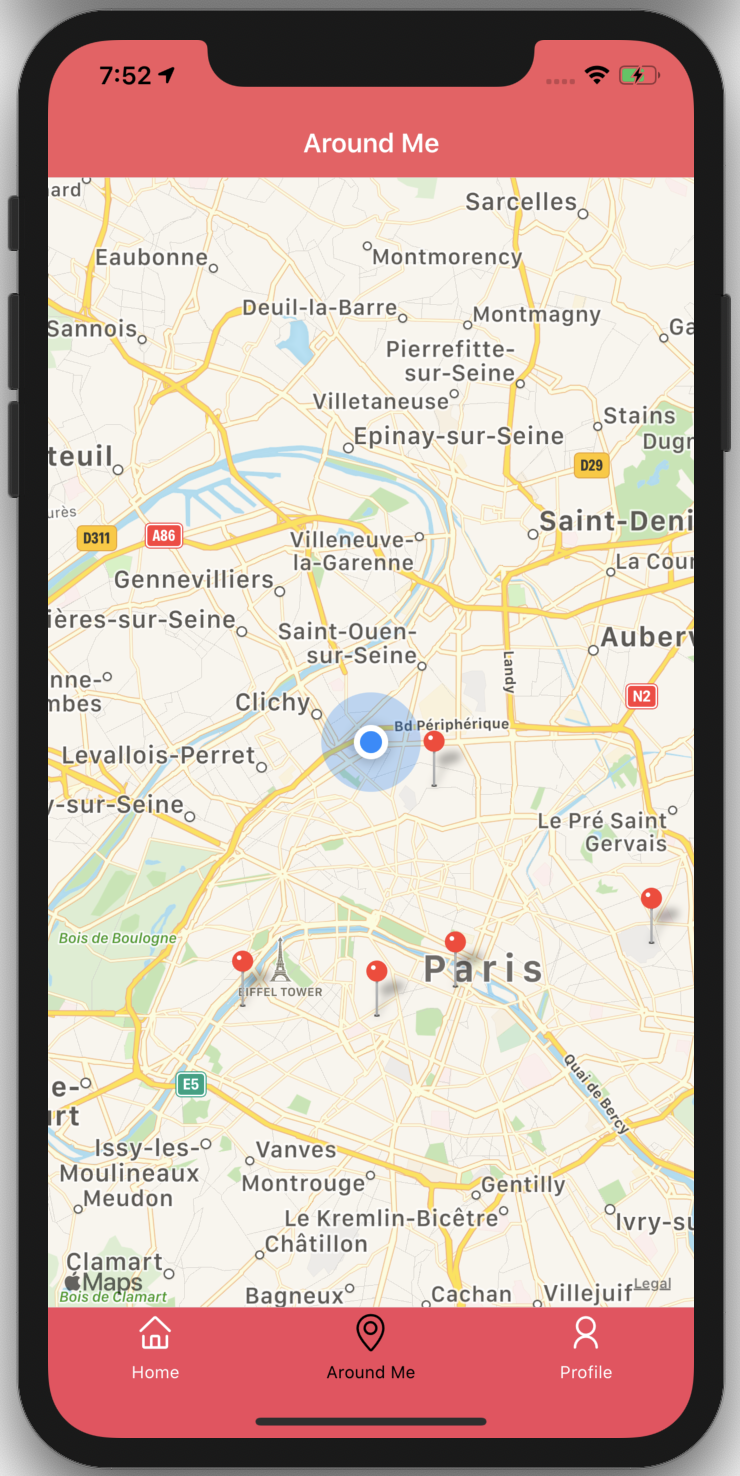 7:52
Around Me
ard
Sarcelles
Eaubonne
Montmorency
Deuil-la-Barre
Montmagny
Sannois
Ga
Pierrefitte-
sur-Seine
Villetaneuse
Stains
Epinay-sur-Seine
Dugn
teuil
D29
urès
Saint-Deni
D311
A86
Villeneuve-
la-Garenne
La Cour
Gennevilliers
ières-sur-Seine
Saint-Ouen-
sur-Seine
Auberv
Landy
nne-
mbes
N2
Clichy
Bd Périphérique
Levallois-Perret
y-sur-Seine
Le Pré Saint
Gervais
Bois de Boulogne
Paris
EIFFEL TOWER
E5
Quai de Bercy
e-
urt
Issy-les-
Moulineaux
Vanves
Montrouge
Gentilly
Meudon
Le Kremlin-Bicêtre
Ivry-su
Châtillon
Clamart
Maps
Legal
Bois de Clamart
Bagneux
Cachan
Villejuif
Home
Around Me
Profile